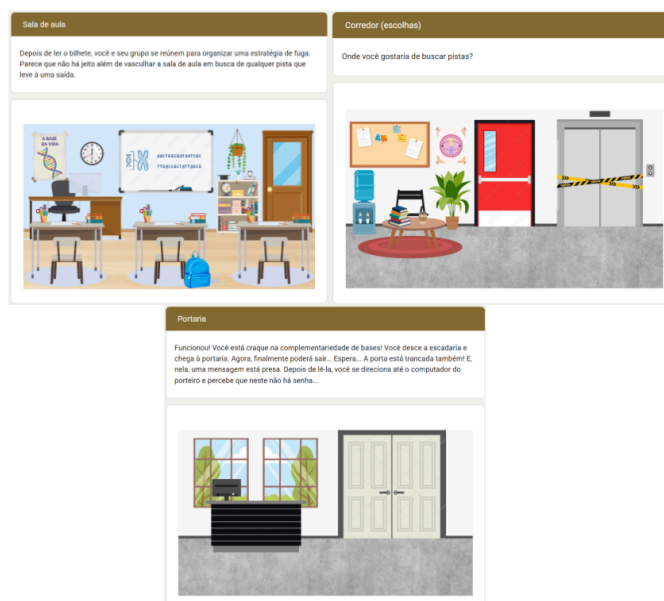 Sala de aula
Depois de ler o bilhete, você e seu grupo se reúnem para organizar uma estratégia de fuga.
Parece que não há jeito além de vasculhar a sala de aula em busca de qualquer pista que
leve à uma saída.
A BASE
DA VIDA
Corredor (escolhas)
Onde você gostaria de buscar pistas?
Portaria
Funcionou! Você está craque na complementariedade de bases! Você desce a escadaria e
chega à portaria. Agora, finalmente poderá sair... Espera... A porta está trancada também! E,
nela, uma mensagem está presa. Depois de lê-la, você se direciona até o computador do
porteiro e percebe que neste não há senha...